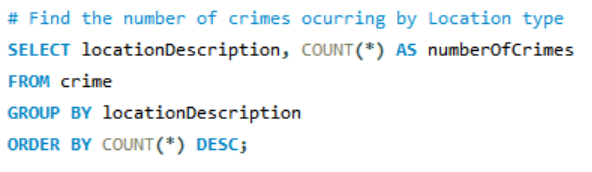 # Find the number of crimes ocurring by Location type
SELECT locationDescription, COUNT(*) AS numberOfCrimes
FROM crime
GROUP BY locationDescription
ORDER BY COUNT(*) DESC;